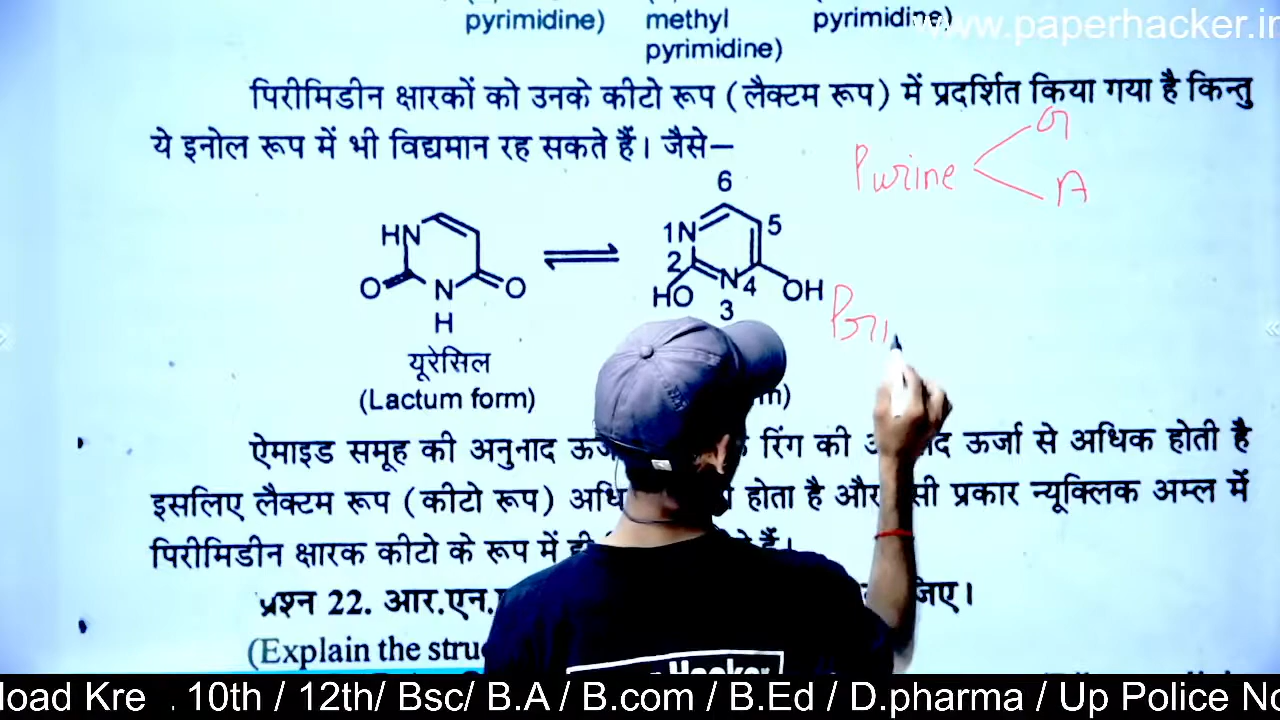 pyrimidine) methyl pyrimidine)
www.paperhacker.in
pyrimidine)
पिरीमिडीन क्षारकों को उनके कीटो रूप (लैक्टम रूप) में प्रदर्शित किया गया है किन्तु
ये इनोल रूप में भी विद्यमान रह सकते हैं। जैसे–
Purine G
A
HN
O N O
H
6
1N 5
2
N 4
HO 3 OH
यूरेसिल
(Lactum form)
ऐमाइड समूह की अनुनाद रिंग की ऊर्जा से अधिक होती है
इसलिए लैक्टम रूप (कीटो रूप) होता है और प्रकार न्यूक्लिक अम्ल में
पिरीमिडीन क्षारक कीटो के रूप में
प्रश्न 22. आर.एन.
(Explain the
Hacker
10th / 12th/ Bsc/ B.A / B.com / B.Ed / D.pharma / Up Police